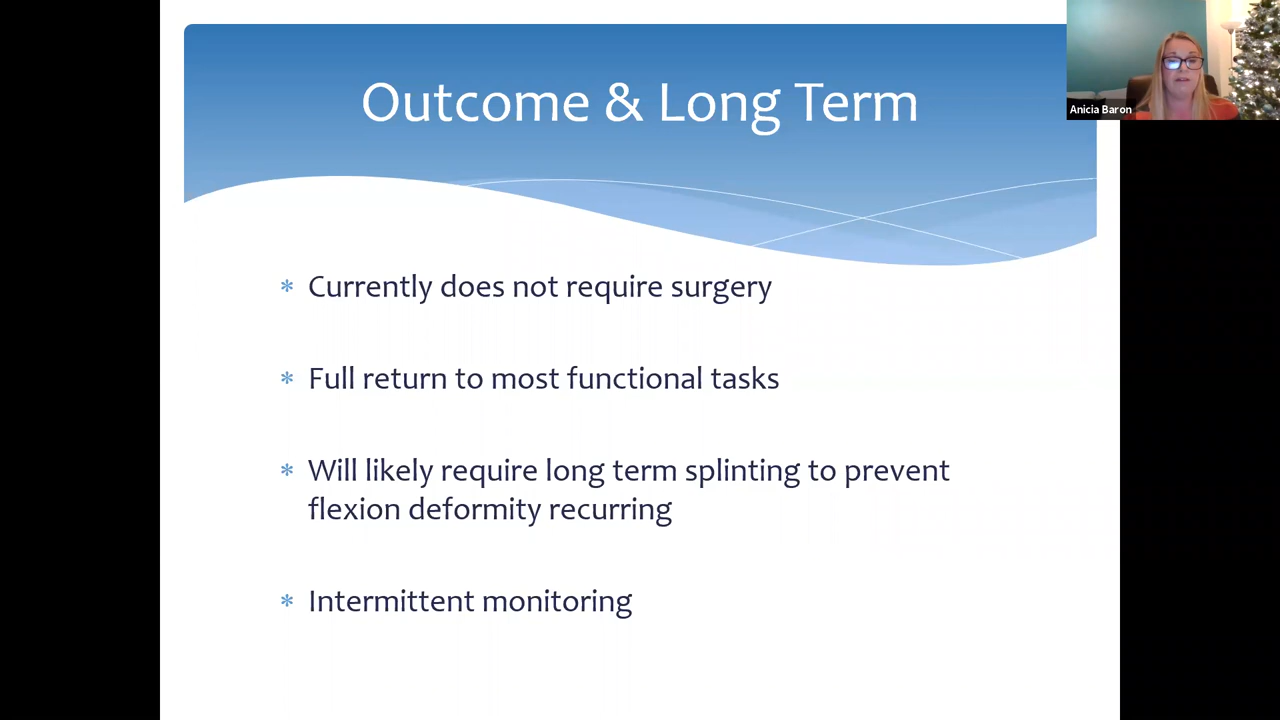 Outcome & Long Term
Anicia Baron
* Currently does not require surgery
* Full return to most functional tasks
* Will likely require long term splinting to prevent
flexion deformity recurring
* Intermittent monitoring